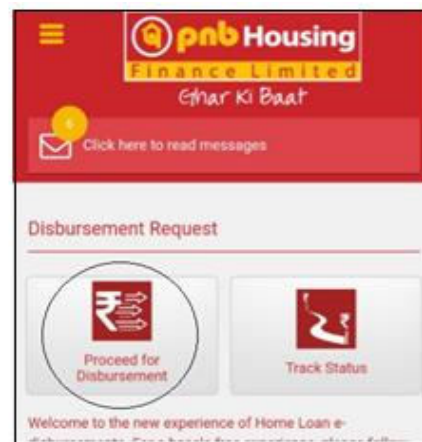 pnb Housing
Finance Limited
Ghar Ki Baat
6
Click here to read messages
Disbursement Request
Proceed for
Disbursement
Track Status
Welcome to the new experience of Home Loan e-